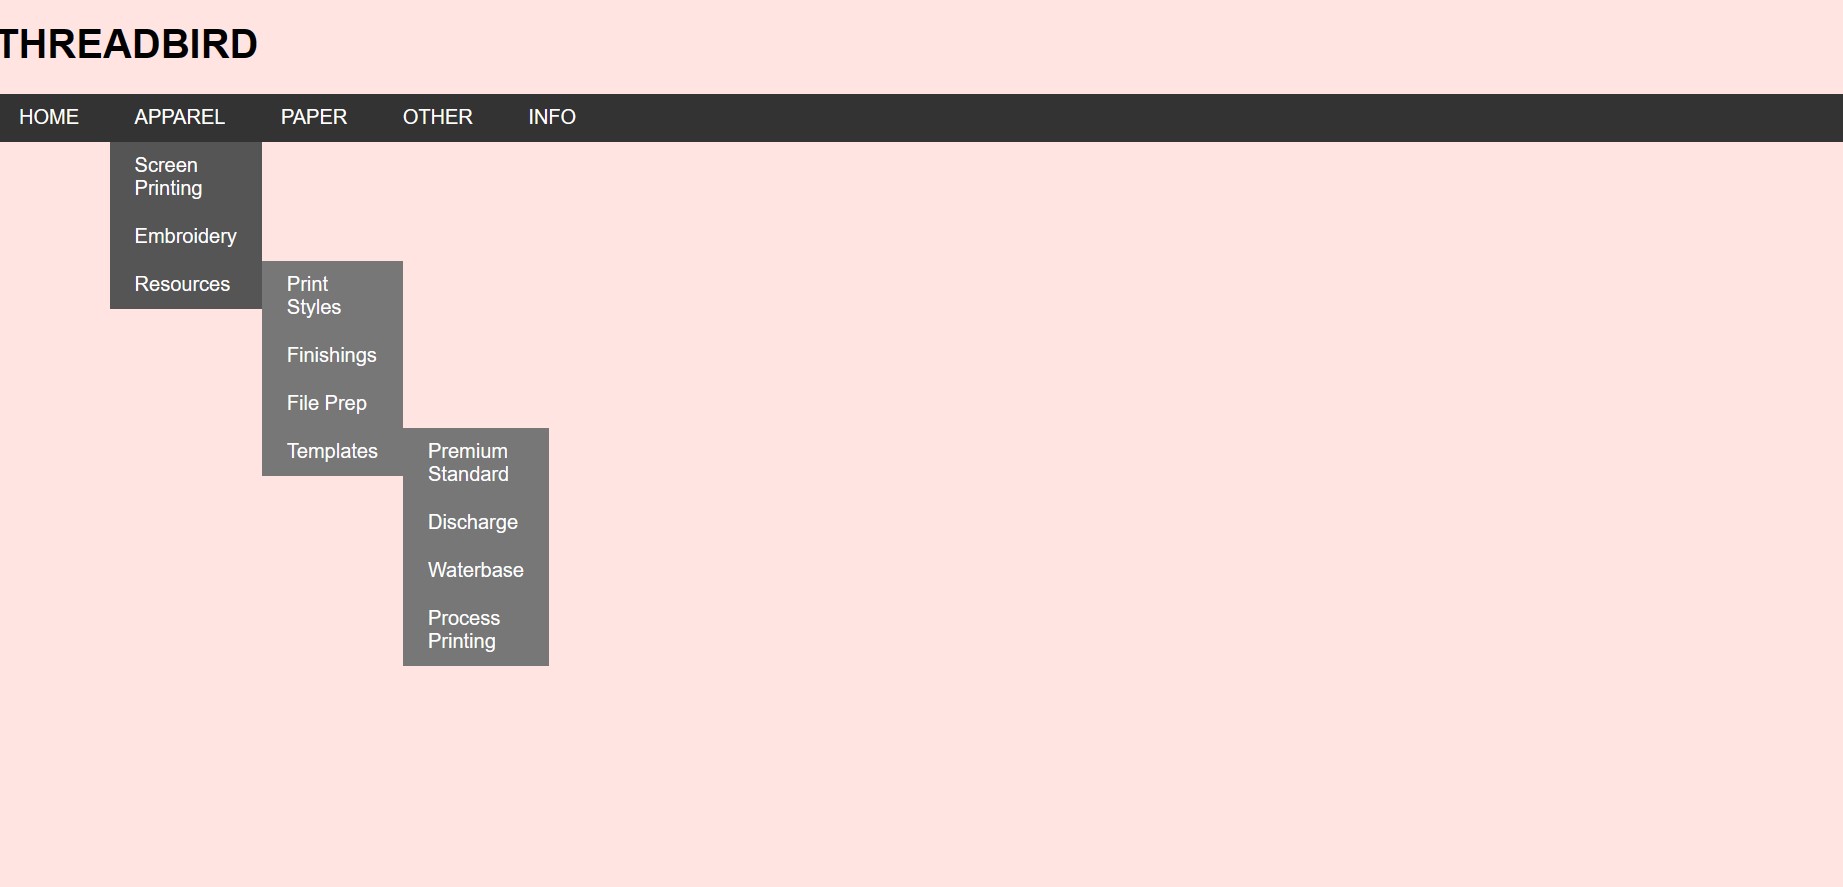 THREADBIRD
HOME APPAREL PAPER OTHER INFO
Screen
Printing
Embroidery
Resources
Print
Styles
Finishings
File Prep
Templates
Premium
Standard
Discharge
Waterbase
Process
Printing